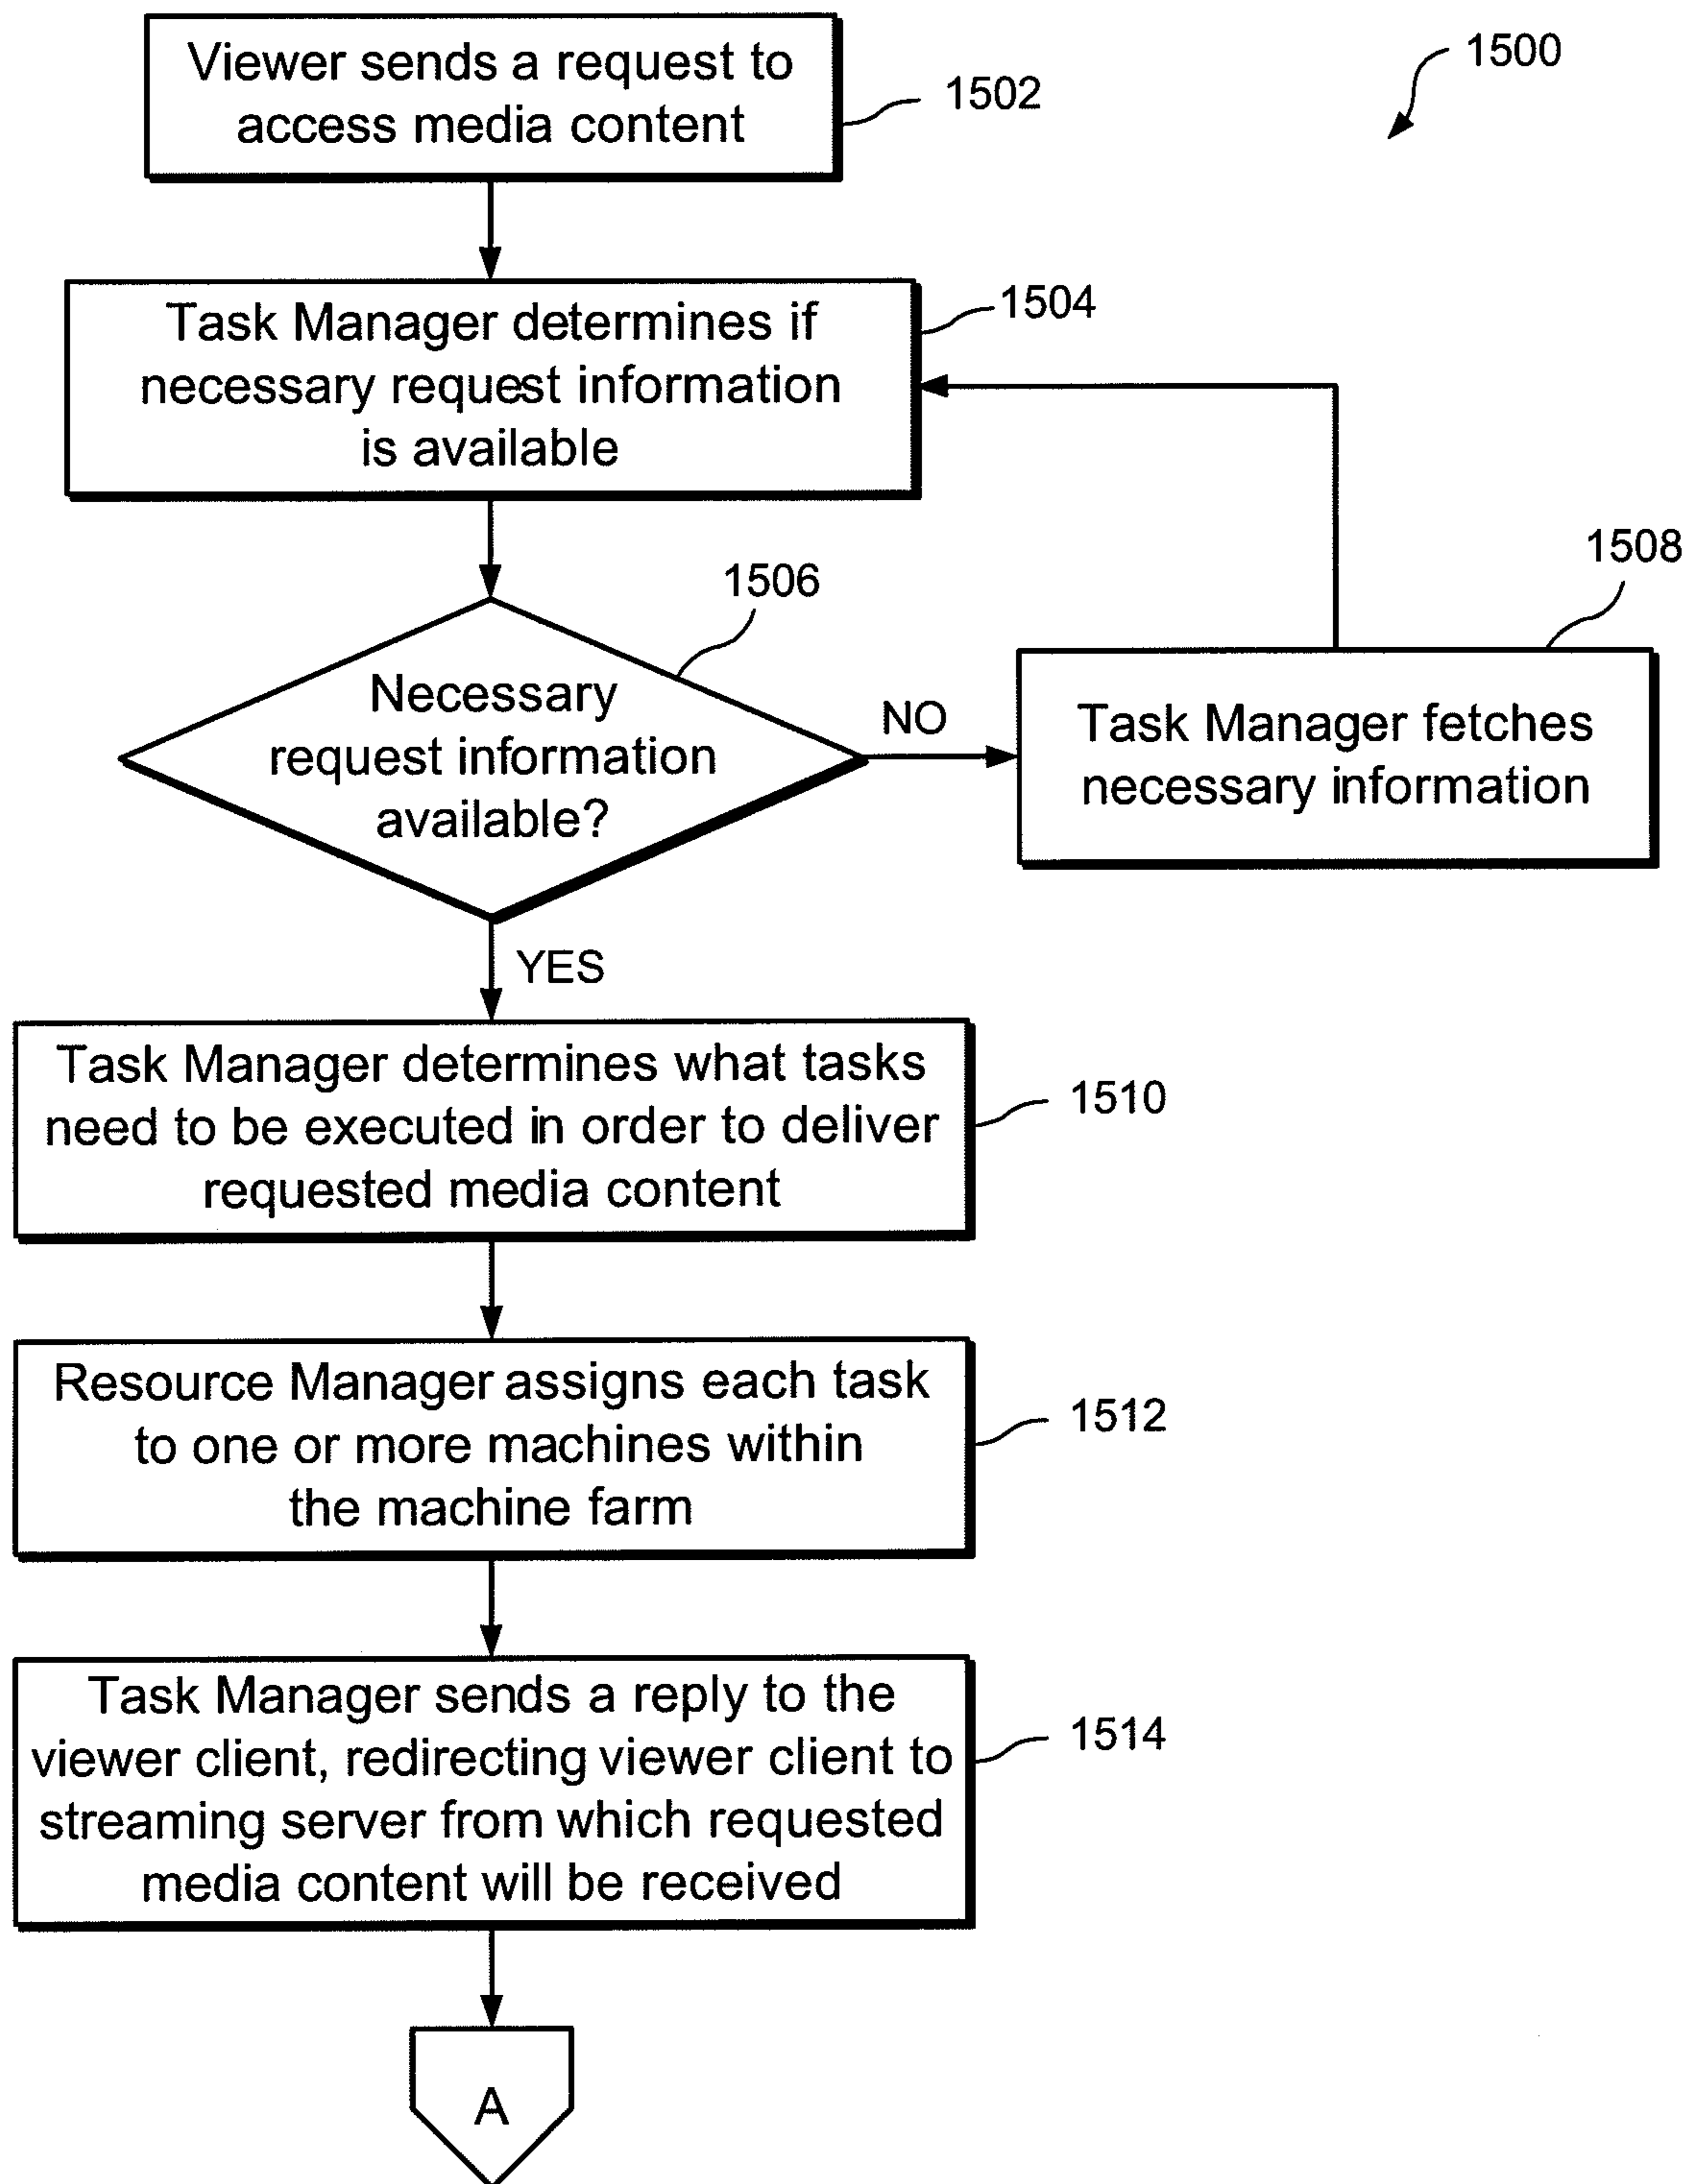 Viewer sends a request to
access media content
1502
1500
Task Manager determines if
necessary request information
is available
1504
Necessary
request information
available?
1506
NO
Task Manager fetches
necessary information
1508
YES
Task Manager determines what tasks
need to be executed in order to deliver
requested media content
1510
Resource Manager assigns each task
to one or more machines within
the machine farm
1512
Task Manager sends a reply to the
viewer client, redirecting viewer client to
streaming server from which requested
media content will be received
1514
A